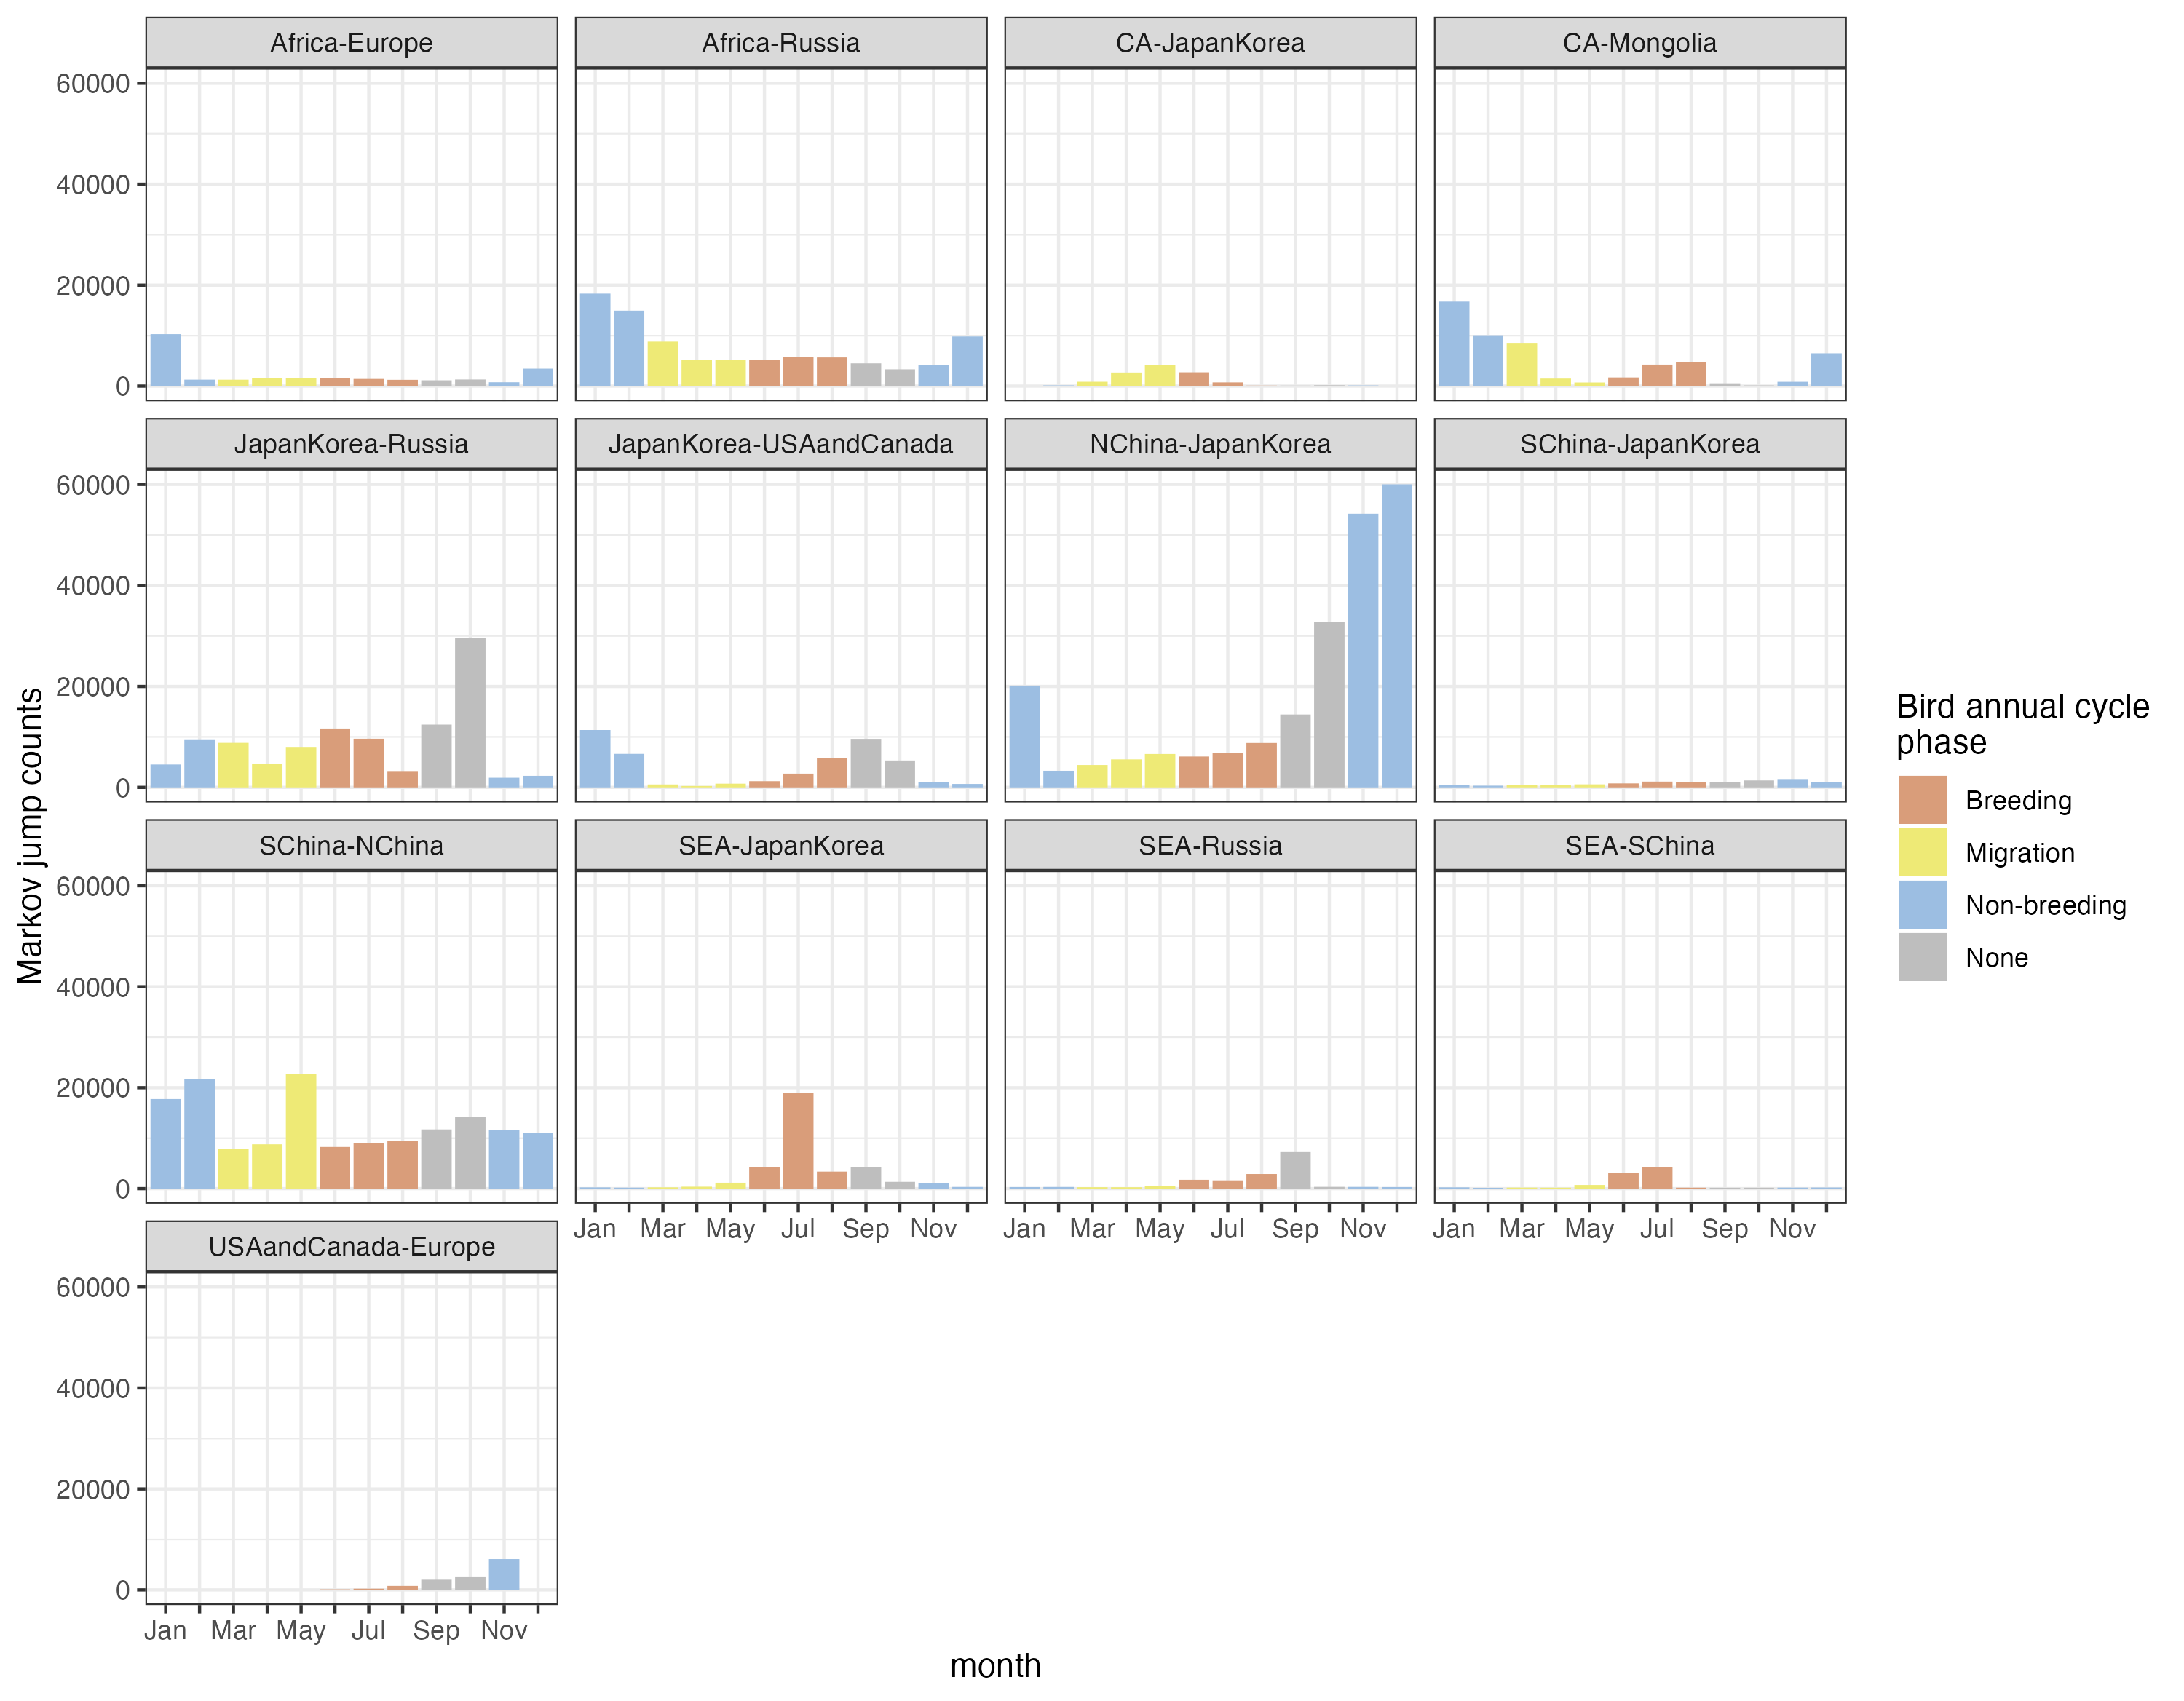 Africa-Europe
Africa-Russia
CA-JapanKorea
CA-Mongolia
60000
40000
20000
0
JapanKorea-Russia
JapanKorea-USAandCanada
NChina-JapanKorea
SChina-JapanKorea
60000
40000
20000
0
SChina-NChina
SEA-JapanKorea
SEA-Russia
SEA-SChina
60000
40000
20000
0
Jan Mar May Jul Sep Nov
Jan Mar May Jul Sep Nov
Jan Mar May Jul Sep Nov
USAandCanada-Europe
60000
40000
20000
0
Jan Mar May Jul Sep Nov
month
Markov jump counts
Bird annual cycle
phase
Breeding
Migration
Non-breeding
None